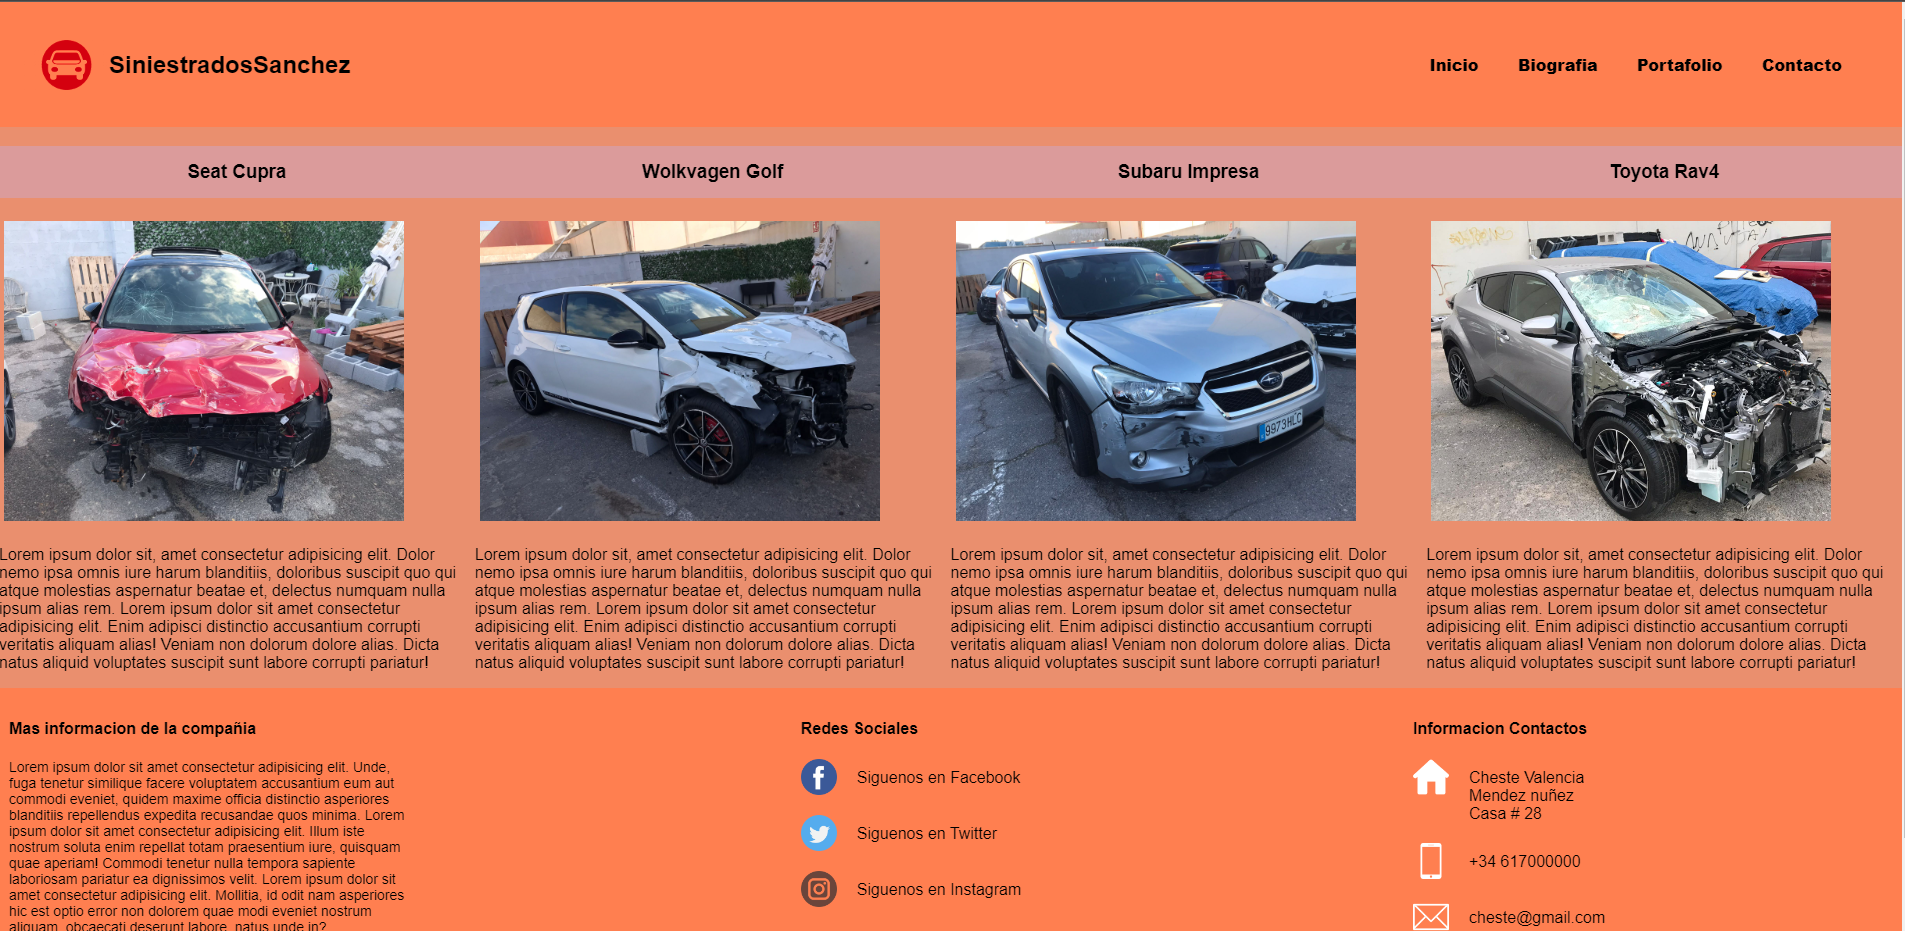 SiniestradosSanchez
Inicio Biografia Portafolio Contacto
Seat Cupra
Wolkvagen Golf
Subaru Impresa
Toyota Rav4
9973HLC
Lorem ipsum dolor sit, amet consectetur adipisicing elit. Dolor
nemo ipsa omnis iure harum blanditiis, doloribus suscipit quo qui
atque molestias aspernatur beatae et, delectus numquam nulla
ipsum alias rem. Lorem ipsum dolor sit amet consectetur
adipisicing elit. Enim adipisci distinctio accusantium corrupti
veritatis aliquam alias! Veniam non dolorum dolore alias. Dicta
natus aliquid voluptates suscipit sunt labore corrupti pariatur!
Lorem ipsum dolor sit, amet consectetur adipisicing elit. Dolor
nemo ipsa omnis iure harum blanditiis, doloribus suscipit quo qui
atque molestias aspernatur beatae et, delectus numquam nulla
ipsum alias rem. Lorem ipsum dolor sit amet consectetur
adipisicing elit. Enim adipisci distinctio accusantium corrupti
veritatis aliquam alias! Veniam non dolorum dolore alias. Dicta
natus aliquid voluptates suscipit sunt labore corrupti pariatur!
Lorem ipsum dolor sit, amet consectetur adipisicing elit. Dolor
nemo ipsa omnis iure harum blanditiis, doloribus suscipit quo qui
atque molestias aspernatur beatae et, delectus numquam nulla
ipsum alias rem. Lorem ipsum dolor sit amet consectetur
adipisicing elit. Enim adipisci distinctio accusantium corrupti
veritatis aliquam alias! Veniam non dolorum dolore alias. Dicta
natus aliquid voluptates suscipit sunt labore corrupti pariatur!
Lorem ipsum dolor sit, amet consectetur adipisicing elit. Dolor
nemo ipsa omnis iure harum blanditiis, doloribus suscipit quo qui
atque molestias aspernatur beatae et, delectus numquam nulla
ipsum alias rem. Lorem ipsum dolor sit amet consectetur
adipisicing elit. Enim adipisci distinctio accusantium corrupti
veritatis aliquam alias! Veniam non dolorum dolore alias. Dicta
natus aliquid voluptates suscipit sunt labore corrupti pariatur!
Mas informacion de la compañia
Lorem ipsum dolor sit amet consectetur adipisicing elit. Unde,
fuga tenetur similique facere voluptatem accusantium eum aut
commodi eveniet, quidem maxime officia distinctio asperiores
blanditiis repellendus expedita recusandae quos minima. Lorem
ipsum dolor sit amet consectetur adipisicing elit. Illum iste
nostrum soluta enim repellat totam praesentium iure, quisquam
quae aperiam! Commodi tenetur nulla tempora sapiente
laboriosam pariatur ea dignissimos velit. Lorem ipsum dolor sit
amet consectetur adipisicing elit. Mollitia, id odit nam asperiores
hic est optio error non dolorem quae modi eveniet nostrum
aliquam, obcaecati deserunt labore, natus unde in?
Redes Sociales
Siguenos en Facebook
Siguenos en Twitter
Siguenos en Instagram
Informacion Contactos
Cheste Valencia
Mendez nuñez
Casa # 28
+34 617000000
cheste@gmail.com